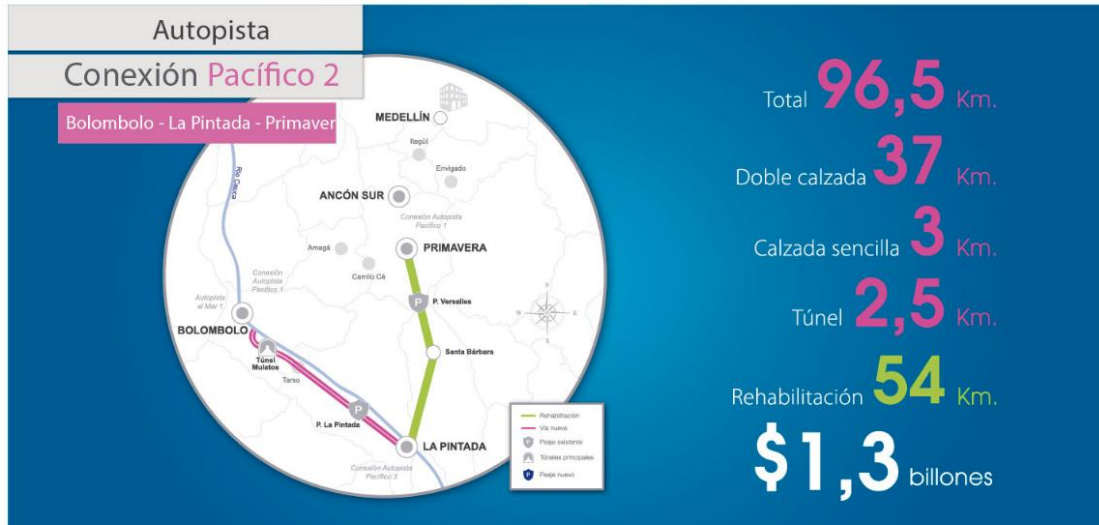 Autopista
Conexión Pacífico 2
Bolombolo - La Pintada - Primaver
MEDELLÍN
Itagüí
Envigado
Río Cauca
ANCÓN SUR
Conexión Autopista
Pacífico 1
PRIMAVERA
Amagá
Camilo Cé
Conexión
Autopista
Pacífico 1
Autopista
al Mar 1
P. Versalles
BOLOMBOLO
Túnel
Mulatos
Tarso
Santa Bárbara
P. La Pintada
LA PINTADA
Conexión Autopista
Pacífico 3
N
W
E
S
Rehabilitación
Vía nueva
P Peaje existente
Túneles principales
P Peaje nuevo
P
P
Total 96,5 Km.
Doble calzada 37 Km.
Calzada sencilla 3 Km.
Túnel 2,5 Km.
Rehabilitación 54 Km.
$1,3 billones